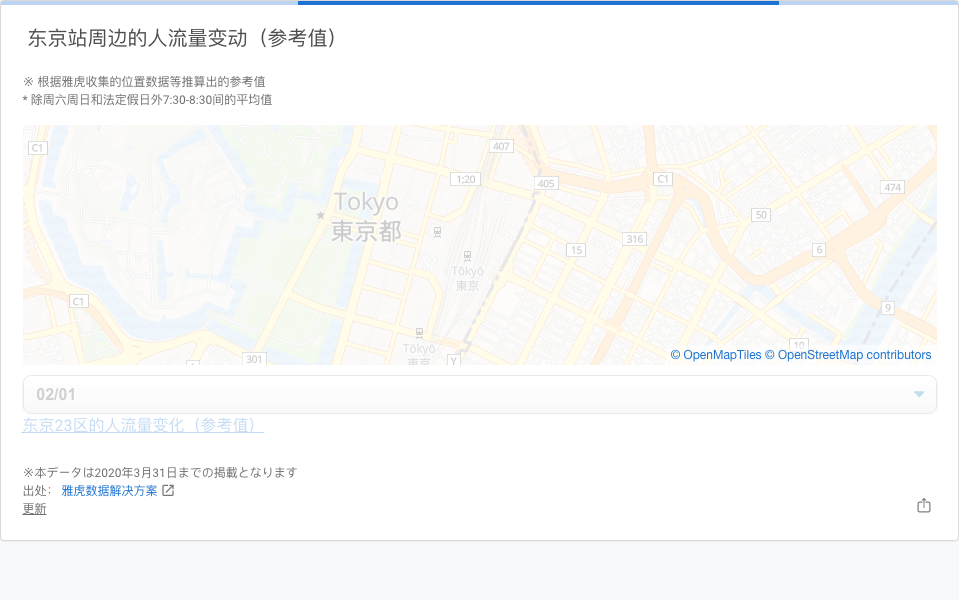 东京站周边的人流量变动（参考值）
※ 根据雅虎收集的位置数据等推算出的参考值
* 除周六周日和法定假日外7:30-8:30间的平均值
C1
407
1;20
405
C1
474
Tokyo
東京都
50
316
15
6
Tōkyō
東京
C1
9
10
301
Tōkyō
東京
Y
© OpenMapTiles © OpenStreetMap contributors
02/01
东京23区的人流量变化（参考值）
※本データは2020年3月31日までの掲載となります
出处： 雅虎数据解决方案
更新